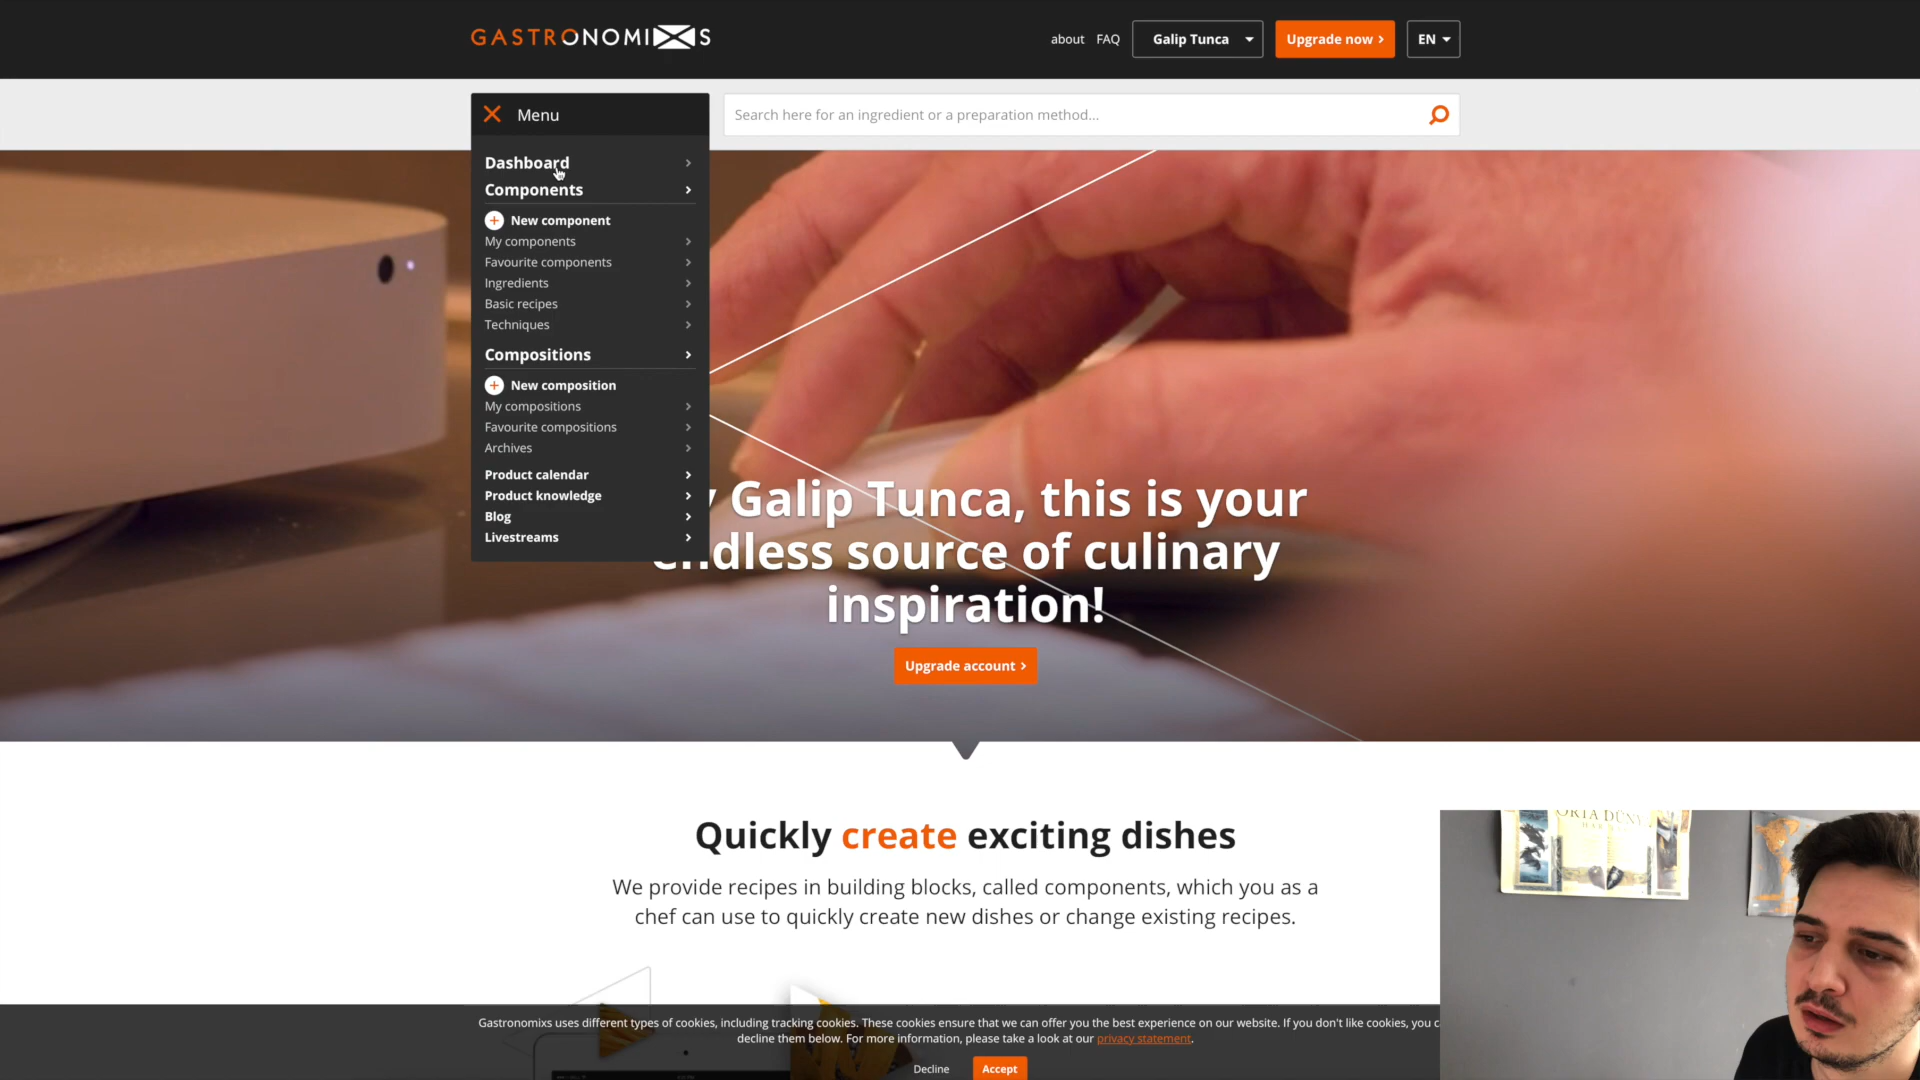 GASTRONOMIXS
about FAQ Galip Tunca Upgrade now EN
Menu
Search here for an ingredient or a preparation method...
Dashboard
Components
New component
My components
Favourite components
Ingredients
Basic recipes
Techniques
Compositions
New composition
My compositions
Favourite compositions
Archives
Product calendar
Product knowledge
Blog
Livestreams
Galip Tunca, this is your
endless source of culinary
inspiration!
Upgrade account
Quickly create exciting dishes
We provide recipes in building blocks, called components, which you as a
chef can use to quickly create new dishes or change existing recipes.
ORTA DÜNY
Gastronomixs uses different types of cookies, including tracking cookies. These cookies ensure that we can offer you the best experience on our website. If you don't like cookies, you c
decline them below. For more information, please take a look at our privacy statement.
Decline Accept